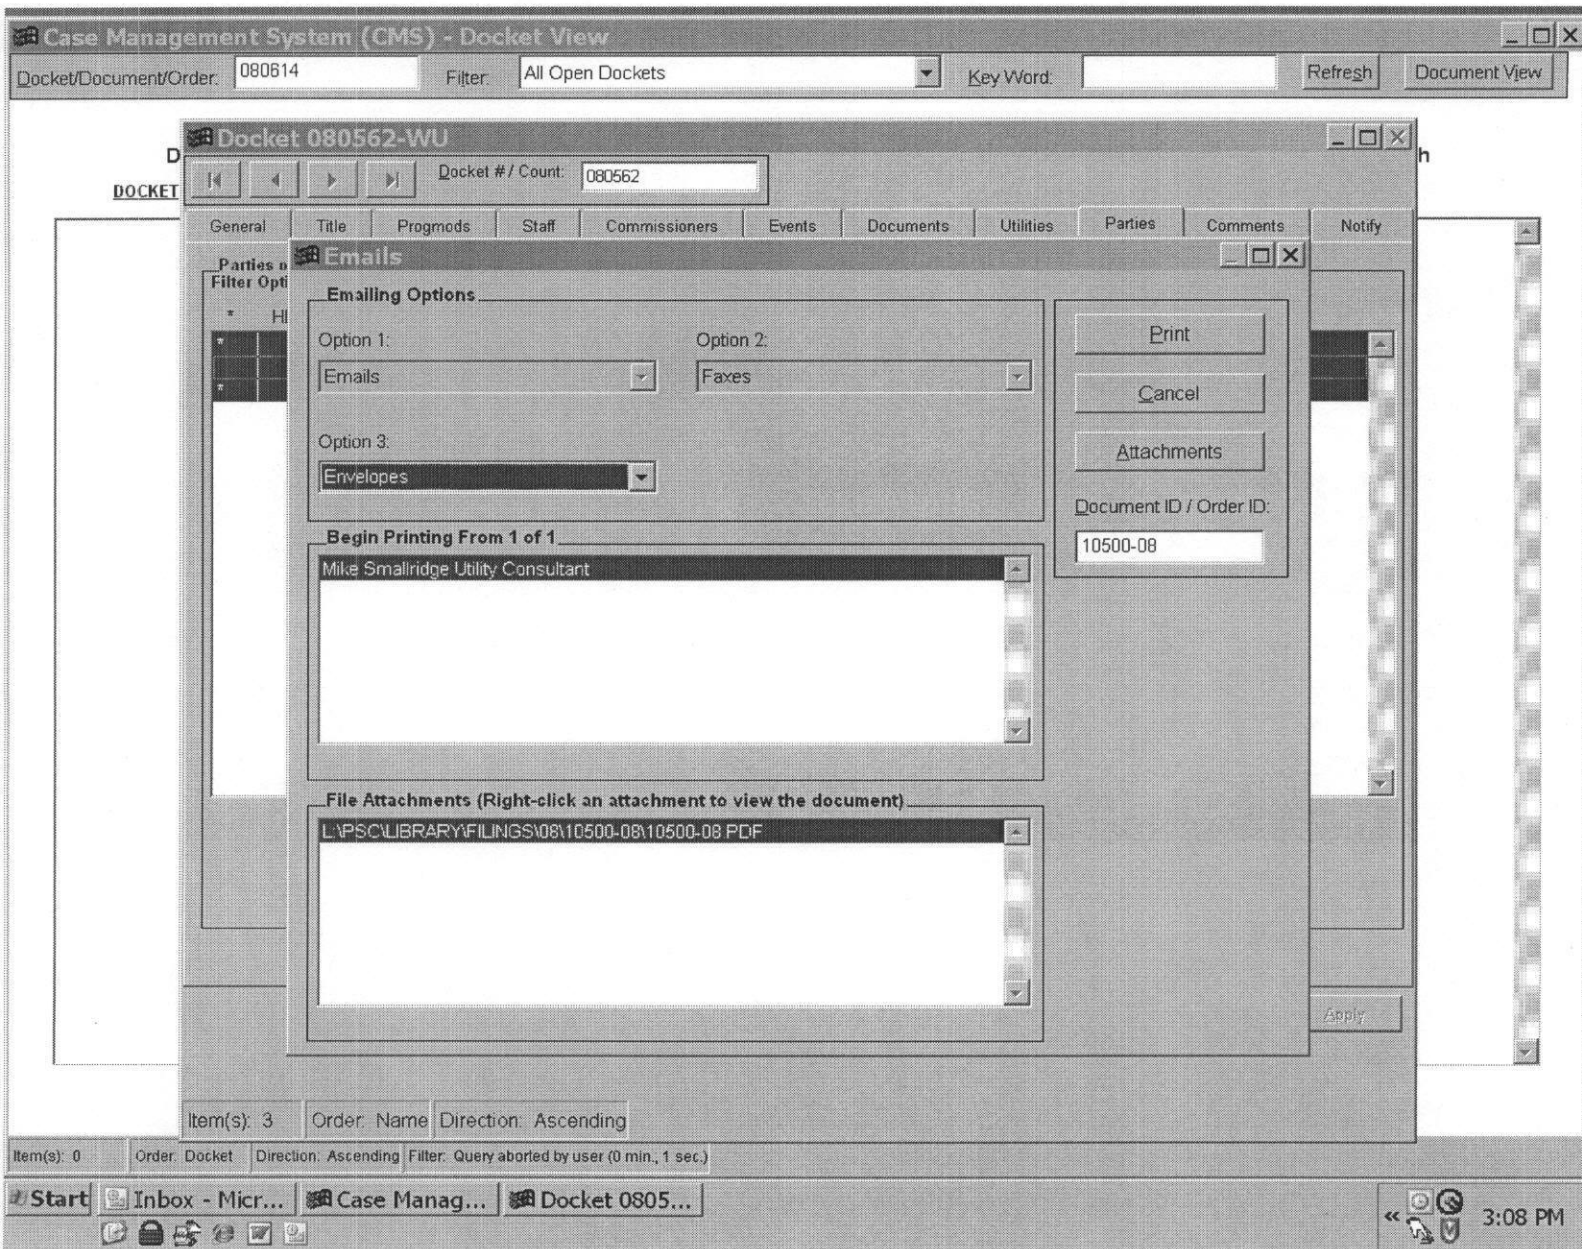 Case Management System (CMS) - Docket View
Docket/Document/Order: 080614 Filter: All Open Dockets Key Word: Refresh Document View
Docket 080562-WU
D h
Docket # / Count: 080562
DOCKET
General Title Progmods Staff Commissioners Events Documents Utilities Parties Comments Notify
Emails
Parties
Filter Opti
Emailing Options
* HI
Option 1: Option 2:
Print
*
Emails Faxes
*
Cancel
Option 3:
Attachments
Envelopes
Document ID / Order ID:
Begin Printing From 1 of 1
10500-08
Mike Smallridge Utility Consultant
File Attachments (Right-click an attachment to view the document)
L:\PSC\LIBRARY\FILINGS\08\10500-08\10500-08.PDF
Apply
Item(s): 3 Order: Name Direction: Ascending
Item(s): 0 Order: Docket Direction: Ascending Filter: Query aborted by user (0 min., 1 sec.)
Start Inbox - Micr... Case Manag... Docket 0805... « 3:08 PM